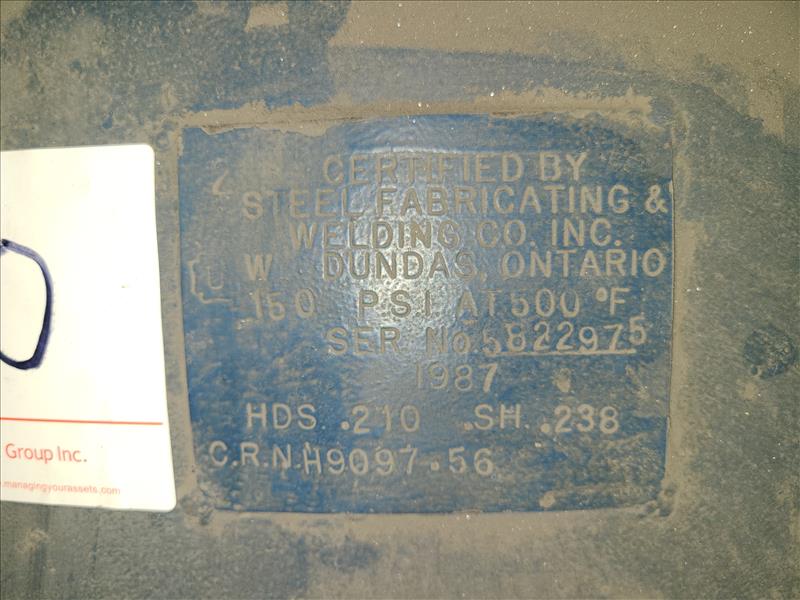 CERTIFIED BY
STEEL FABRICATING &
WELDING CO. INC.
U W DUNDAS, ONTARIO
150 PSI AT 500 °F
SER No. 5822975
1987
HDS. .210 .SH. .238
C.R.N H9097.56
Group Inc.
.managingyourassets.com